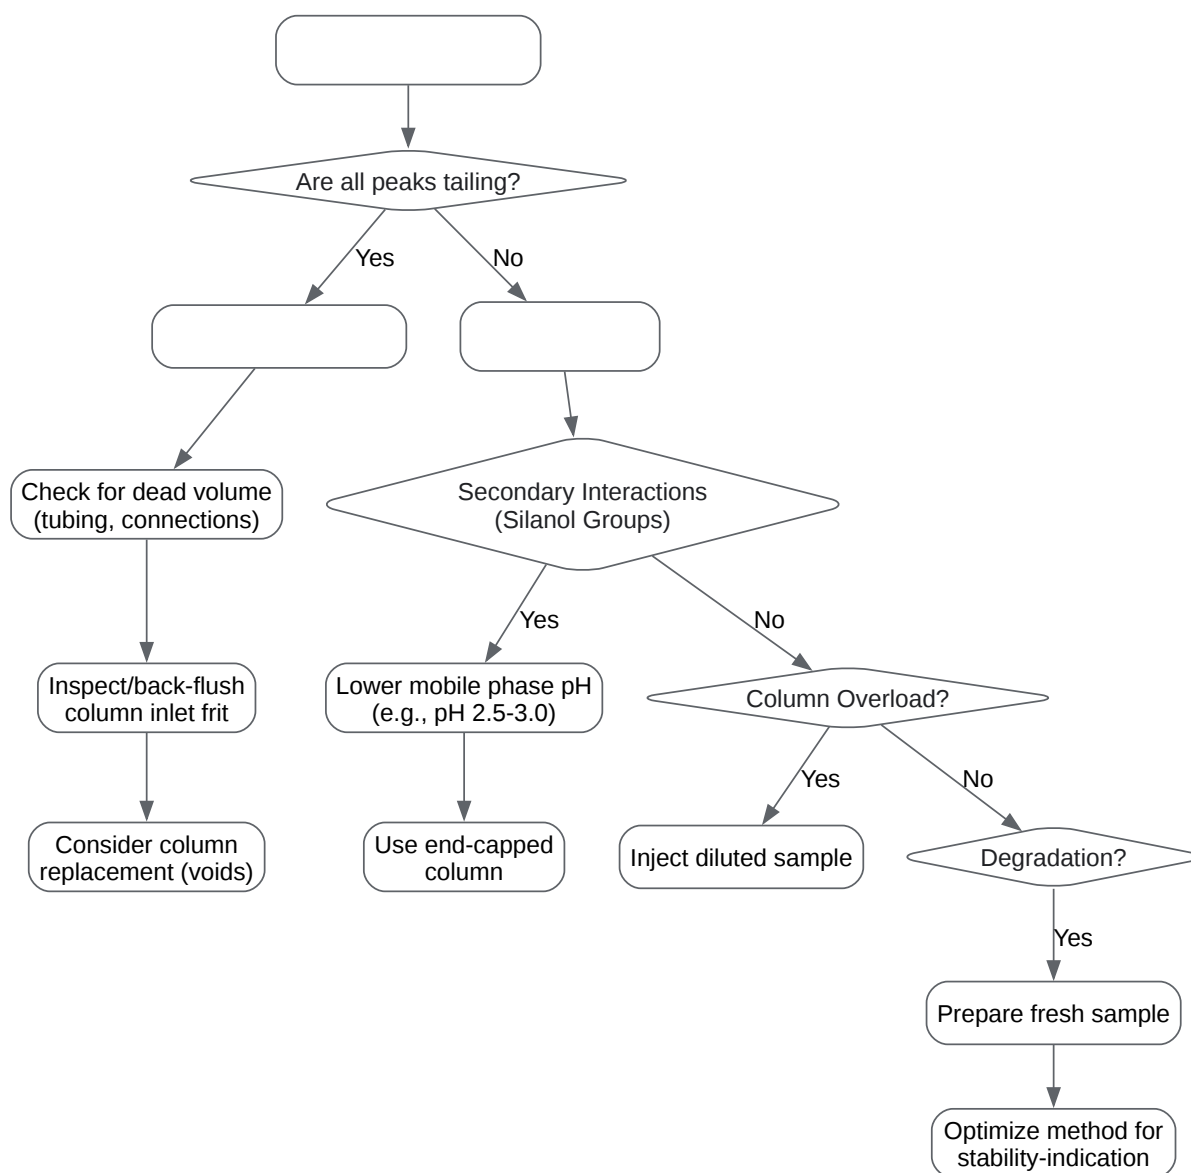 Are all peaks tailing?
Yes
No
Check for dead volume
(tubing, connections)
Secondary Interactions
(Silanol Groups)
Yes
No
Inspect/back-flush
column inlet frit
Lower mobile phase pH
(e.g., pH 2.5-3.0)
Column Overload?
Yes
No
Consider column
replacement (voids)
Use end-capped
column
Inject diluted sample
Degradation?
Yes
Prepare fresh sample
Optimize method for
stability-indication